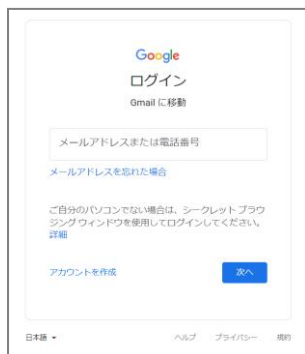 Google
ログイン
Gmail に移動
メールアドレスまたは電話番号
メールアドレスを忘れた場合
ご自分のパソコンでない場合は、シークレット ブラウ
ジング ウィンドウを使用してログインしてください。
詳細
アカウントを作成
次へ
日本語
ヘルプ
プライバシー
規約